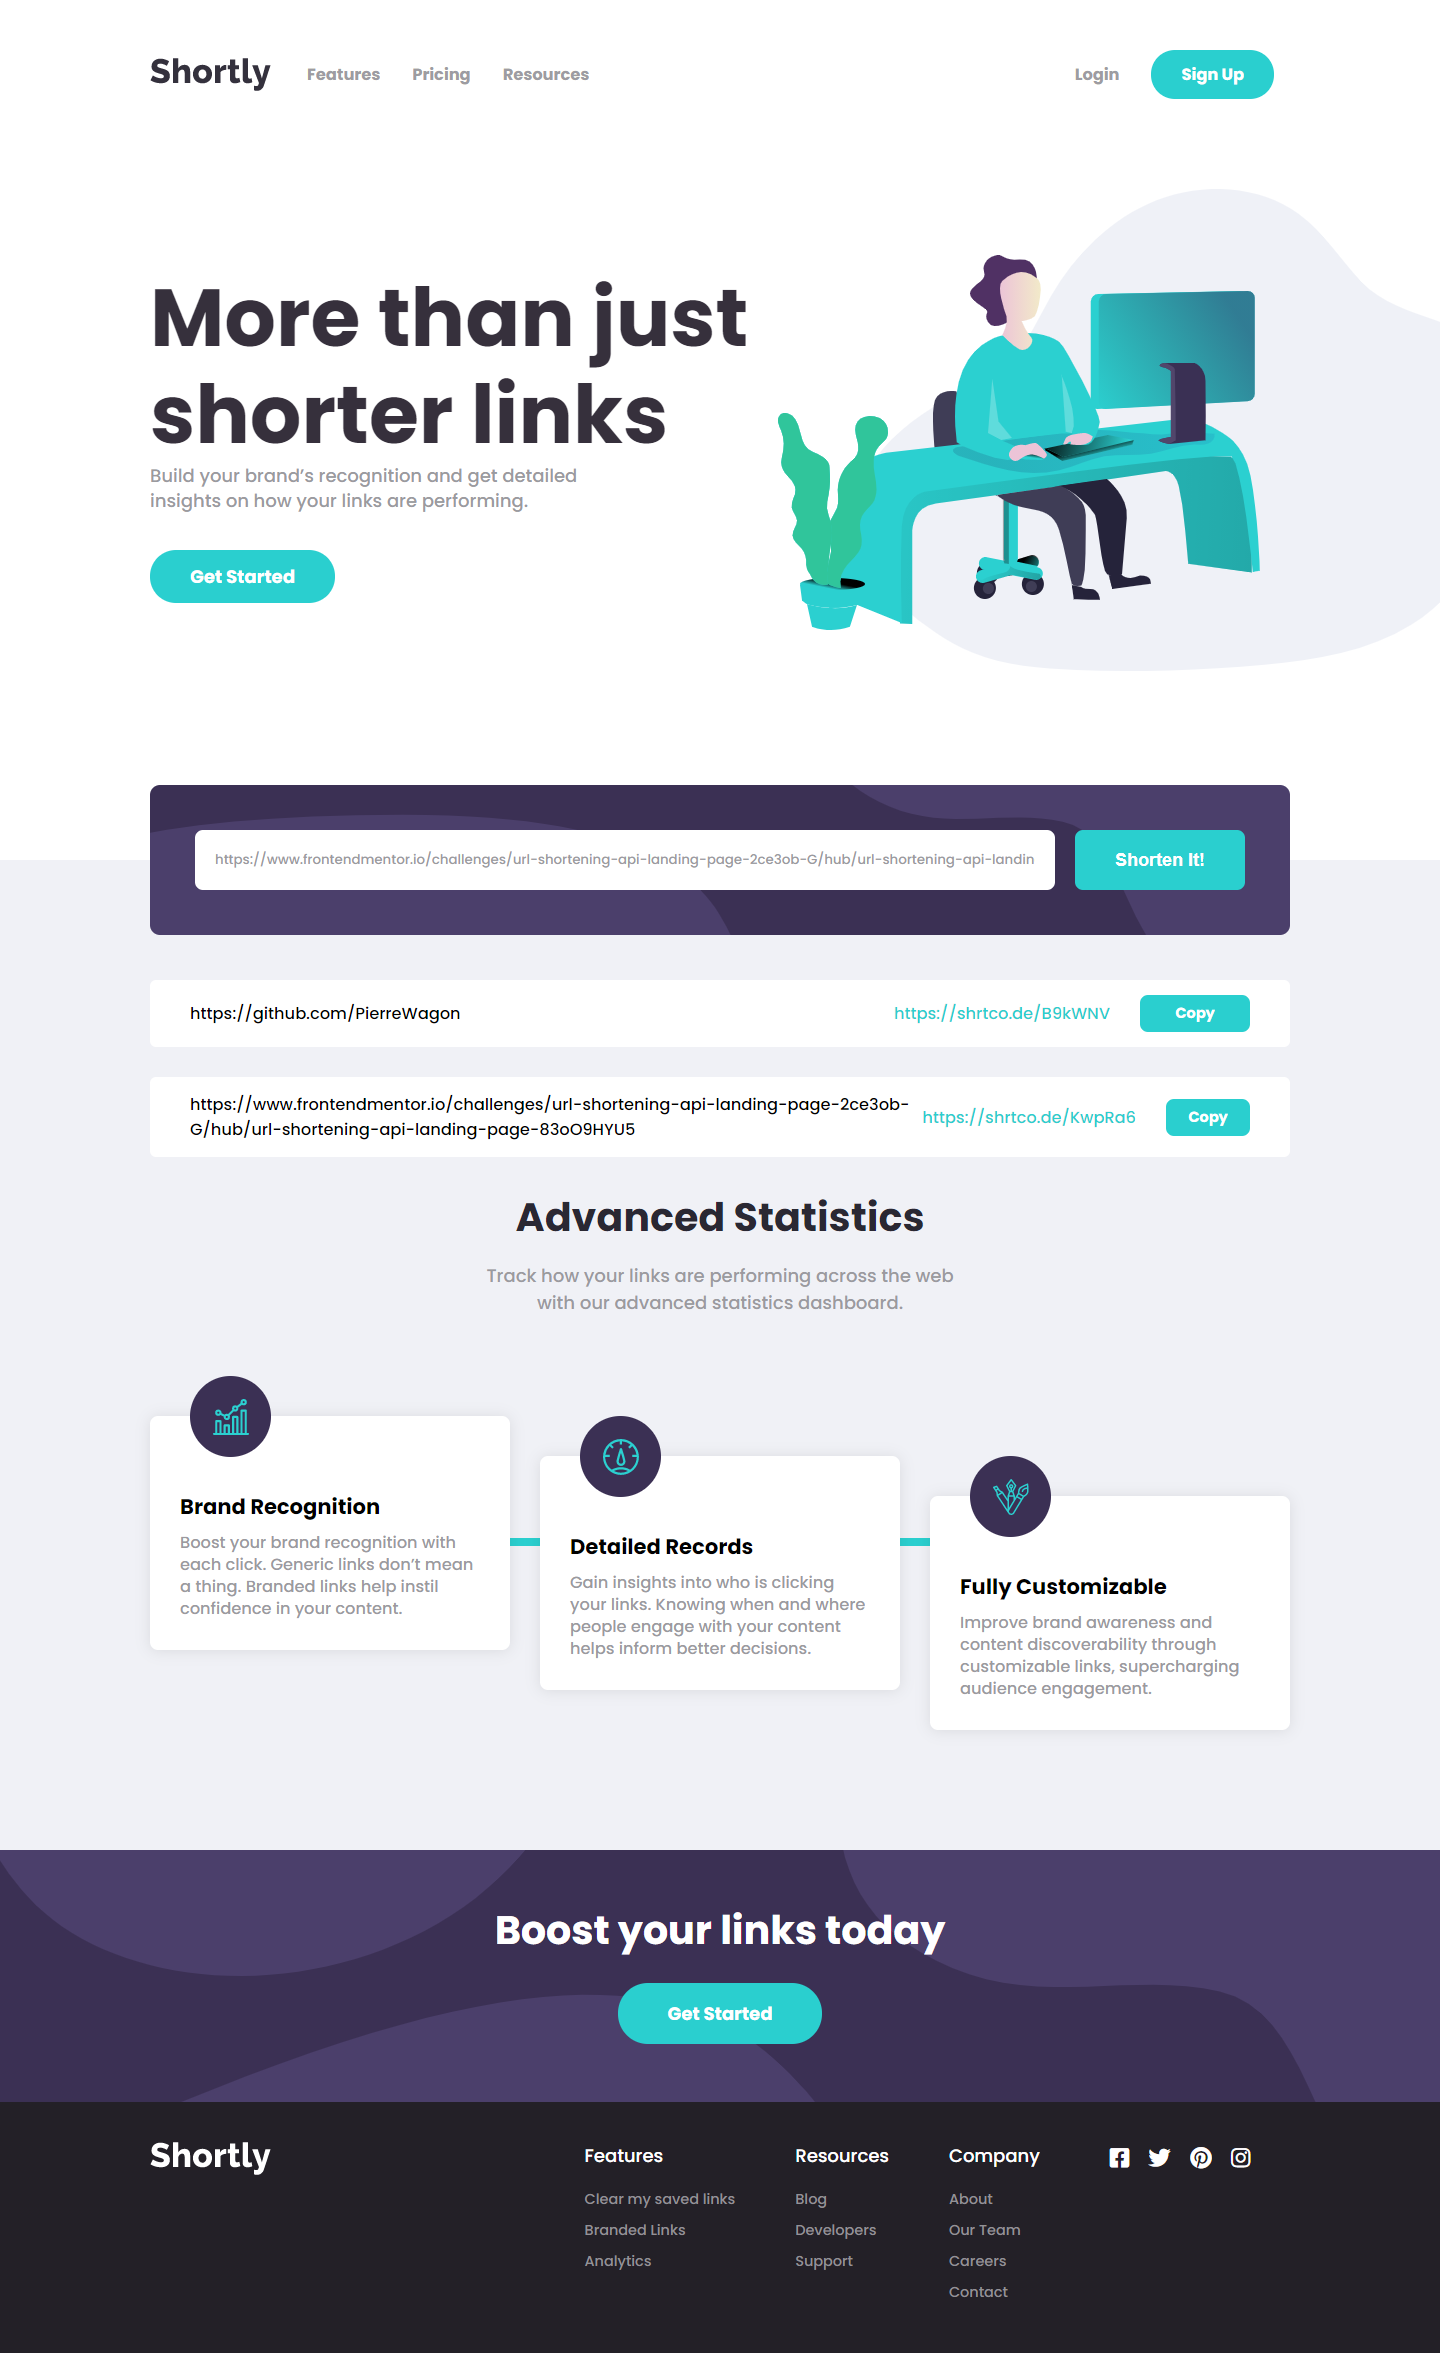 Shortly
Features
Pricing
Resources
Login
Sign Up
More than just
shorter links
Build your brand’s recognition and get detailed
insights on how your links are performing.
Get Started
https://www.frontendmentor.io/challenges/url-shortening-api-landing-page-2ce3ob-G/hub/url-shortening-api-landin
Shorten It!
https://github.com/PierreWagon
https://shrtco.de/B9kWNV
Copy
https://www.frontendmentor.io/challenges/url-shortening-api-landing-page-2ce3ob-
G/hub/url-shortening-api-landing-page-83oO9HYU5
https://shrtco.de/KwpRa6
Copy
Advanced Statistics
Track how your links are performing across the web
with our advanced statistics dashboard.
Brand Recognition
Boost your brand recognition with
each click. Generic links don’t mean
a thing. Branded links help instil
confidence in your content.
Detailed Records
Gain insights into who is clicking
your links. Knowing when and where
people engage with your content
helps inform better decisions.
Fully Customizable
Improve brand awareness and
content discoverability through
customizable links, supercharging
audience engagement.
Boost your links today
Get Started
Shortly
Features
Clear my saved links
Branded Links
Analytics
Resources
Blog
Developers
Support
Company
About
Our Team
Careers
Contact